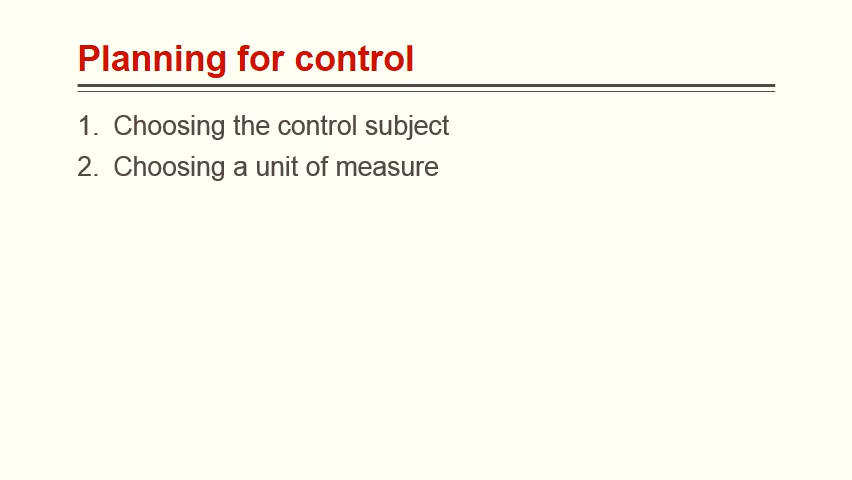 Planning for control
1. Choosing the control subject
2. Choosing a unit of measure